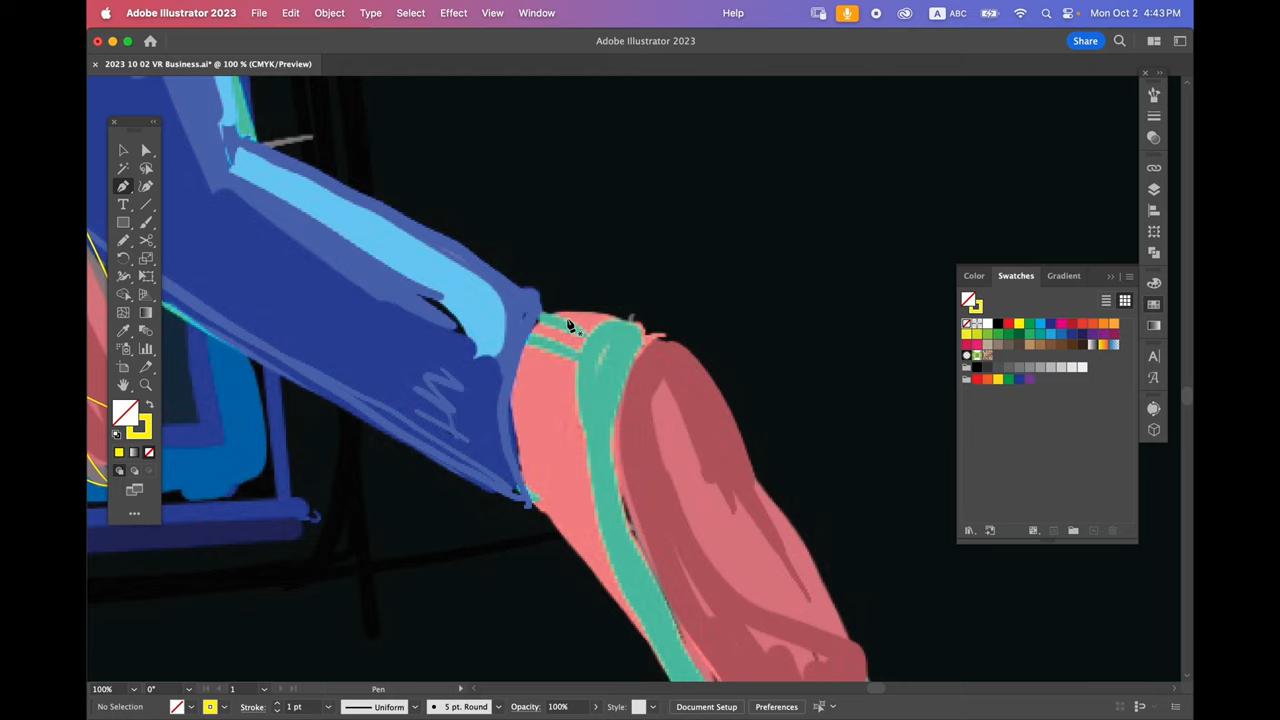 Adobe Illustrator 2023 File Edit Object Type Select Effect View Window Help A ABC Mon Oct 2 4:43 PM
Adobe Illustrator 2023 Share
× 2023 10 02 VR Business.ai* @ 100 % (CMYK/Preview)
Color Swatches Gradient
100% 0° 1 Pen
No Selection Stroke: 1 pt Uniform 5 pt. Round Opacity: 100% Style: Document Setup Preferences